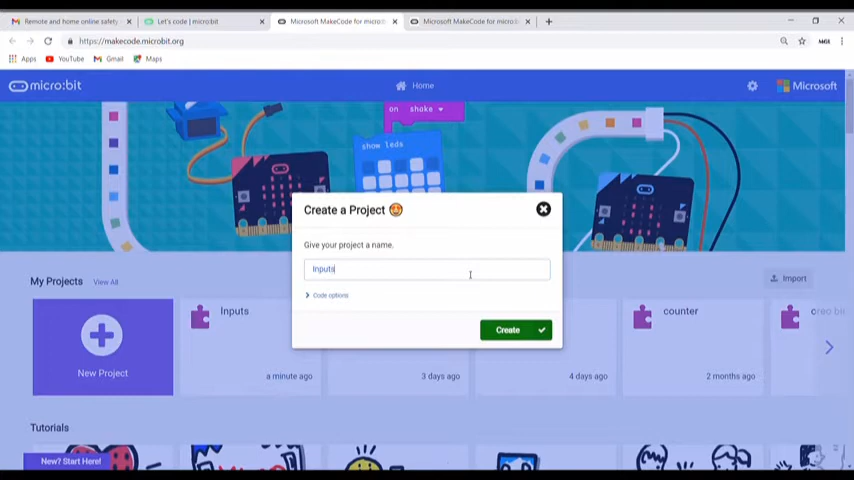 Remote and home online safety
Let's code | micro:bit
Microsoft MakeCode for micro:
Microsoft MakeCode for micro:b
https://makecode.microbit.org
Apps
YouTube
Gmail
Maps
micro:bit
Home
Microsoft
on shake
show leds
Create a Project
Give your project a name.
Inputs
Code options
Create
My Projects
View All
Import
New Project
Inputs
a minute ago
3 days ago
4 days ago
counter
2 months ago
creo bi
Tutorials
New? Start Here!